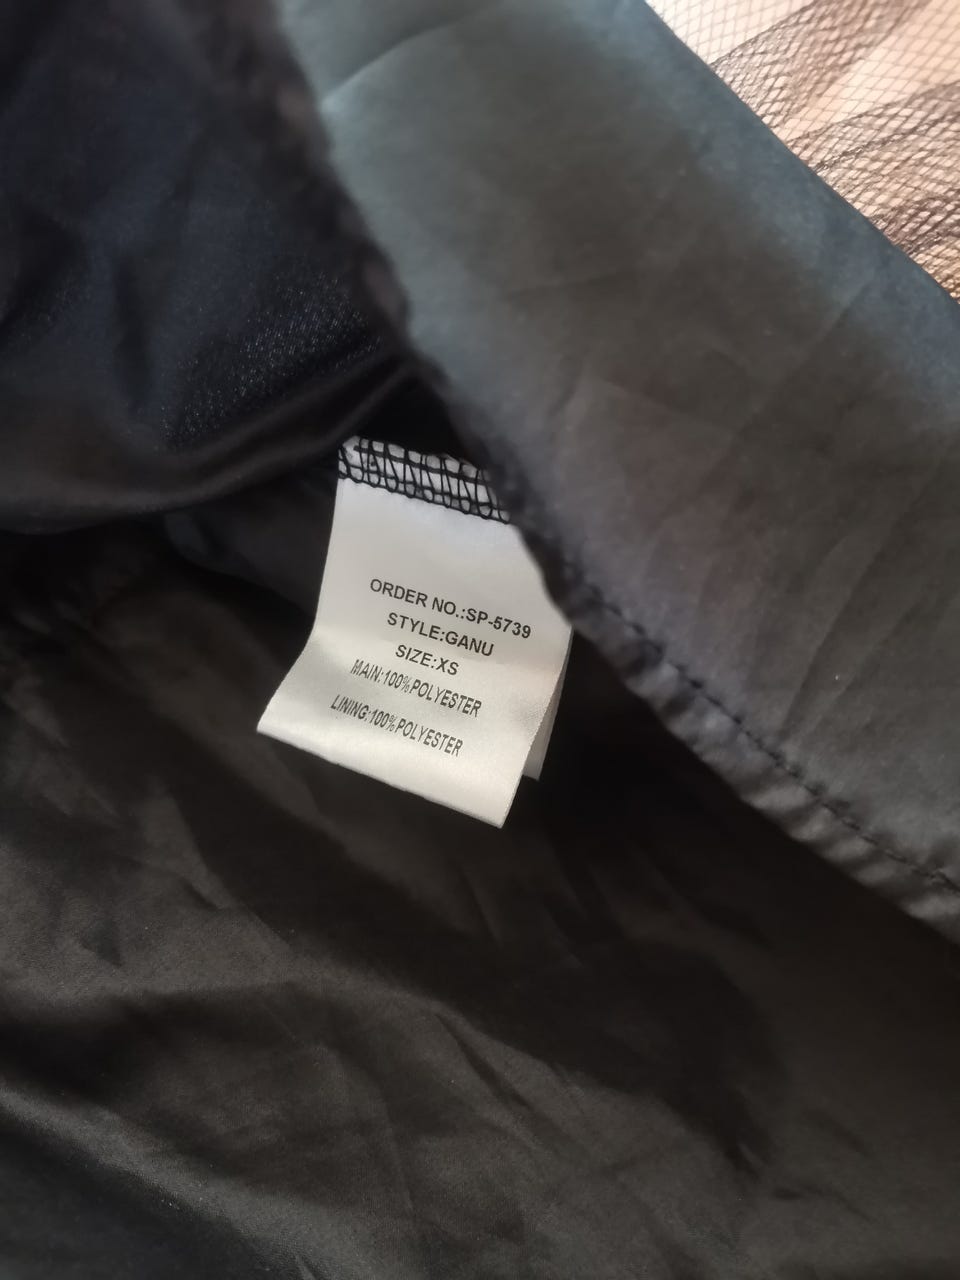 ORDER NO.:SP-5739
STYLE:GANU
SIZE:XS
MAIN:100%POLYESTER
LINING:100%POLYESTER